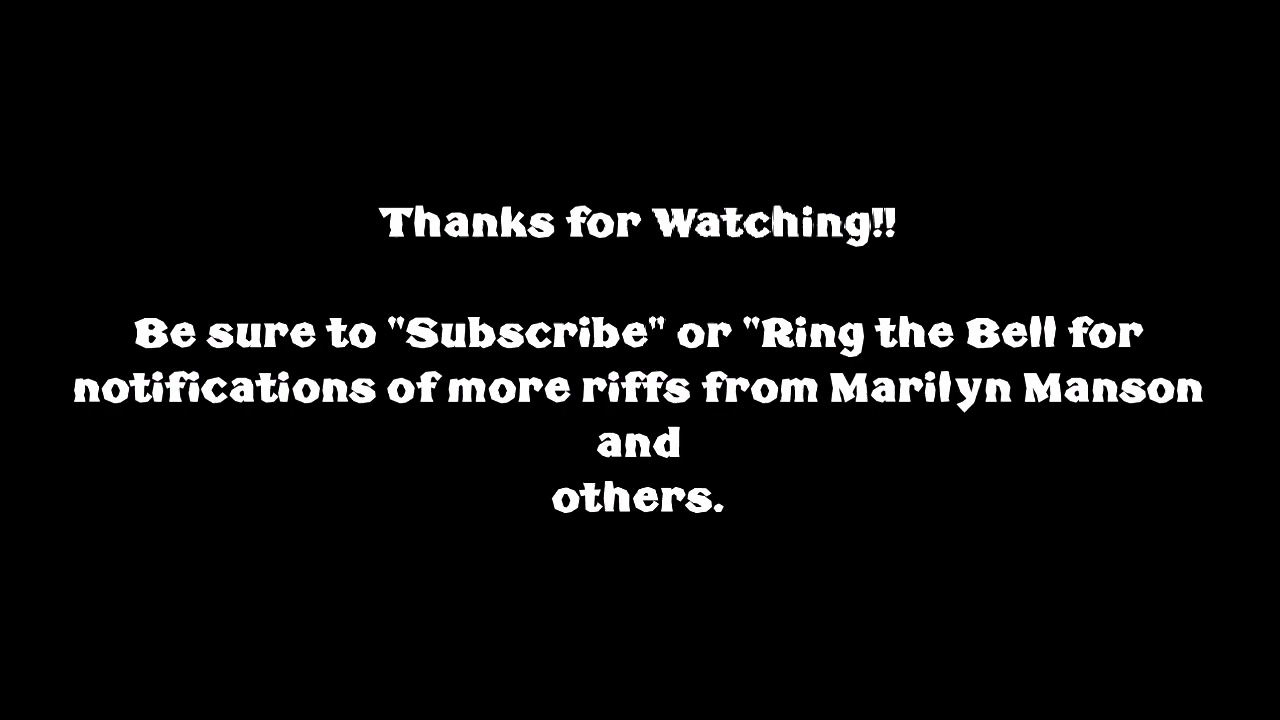 Thanks for Watching!!
Be sure to "Subscribe" or "Ring the Bell for
notifications of more riffs from Marilyn Manson
and
others.